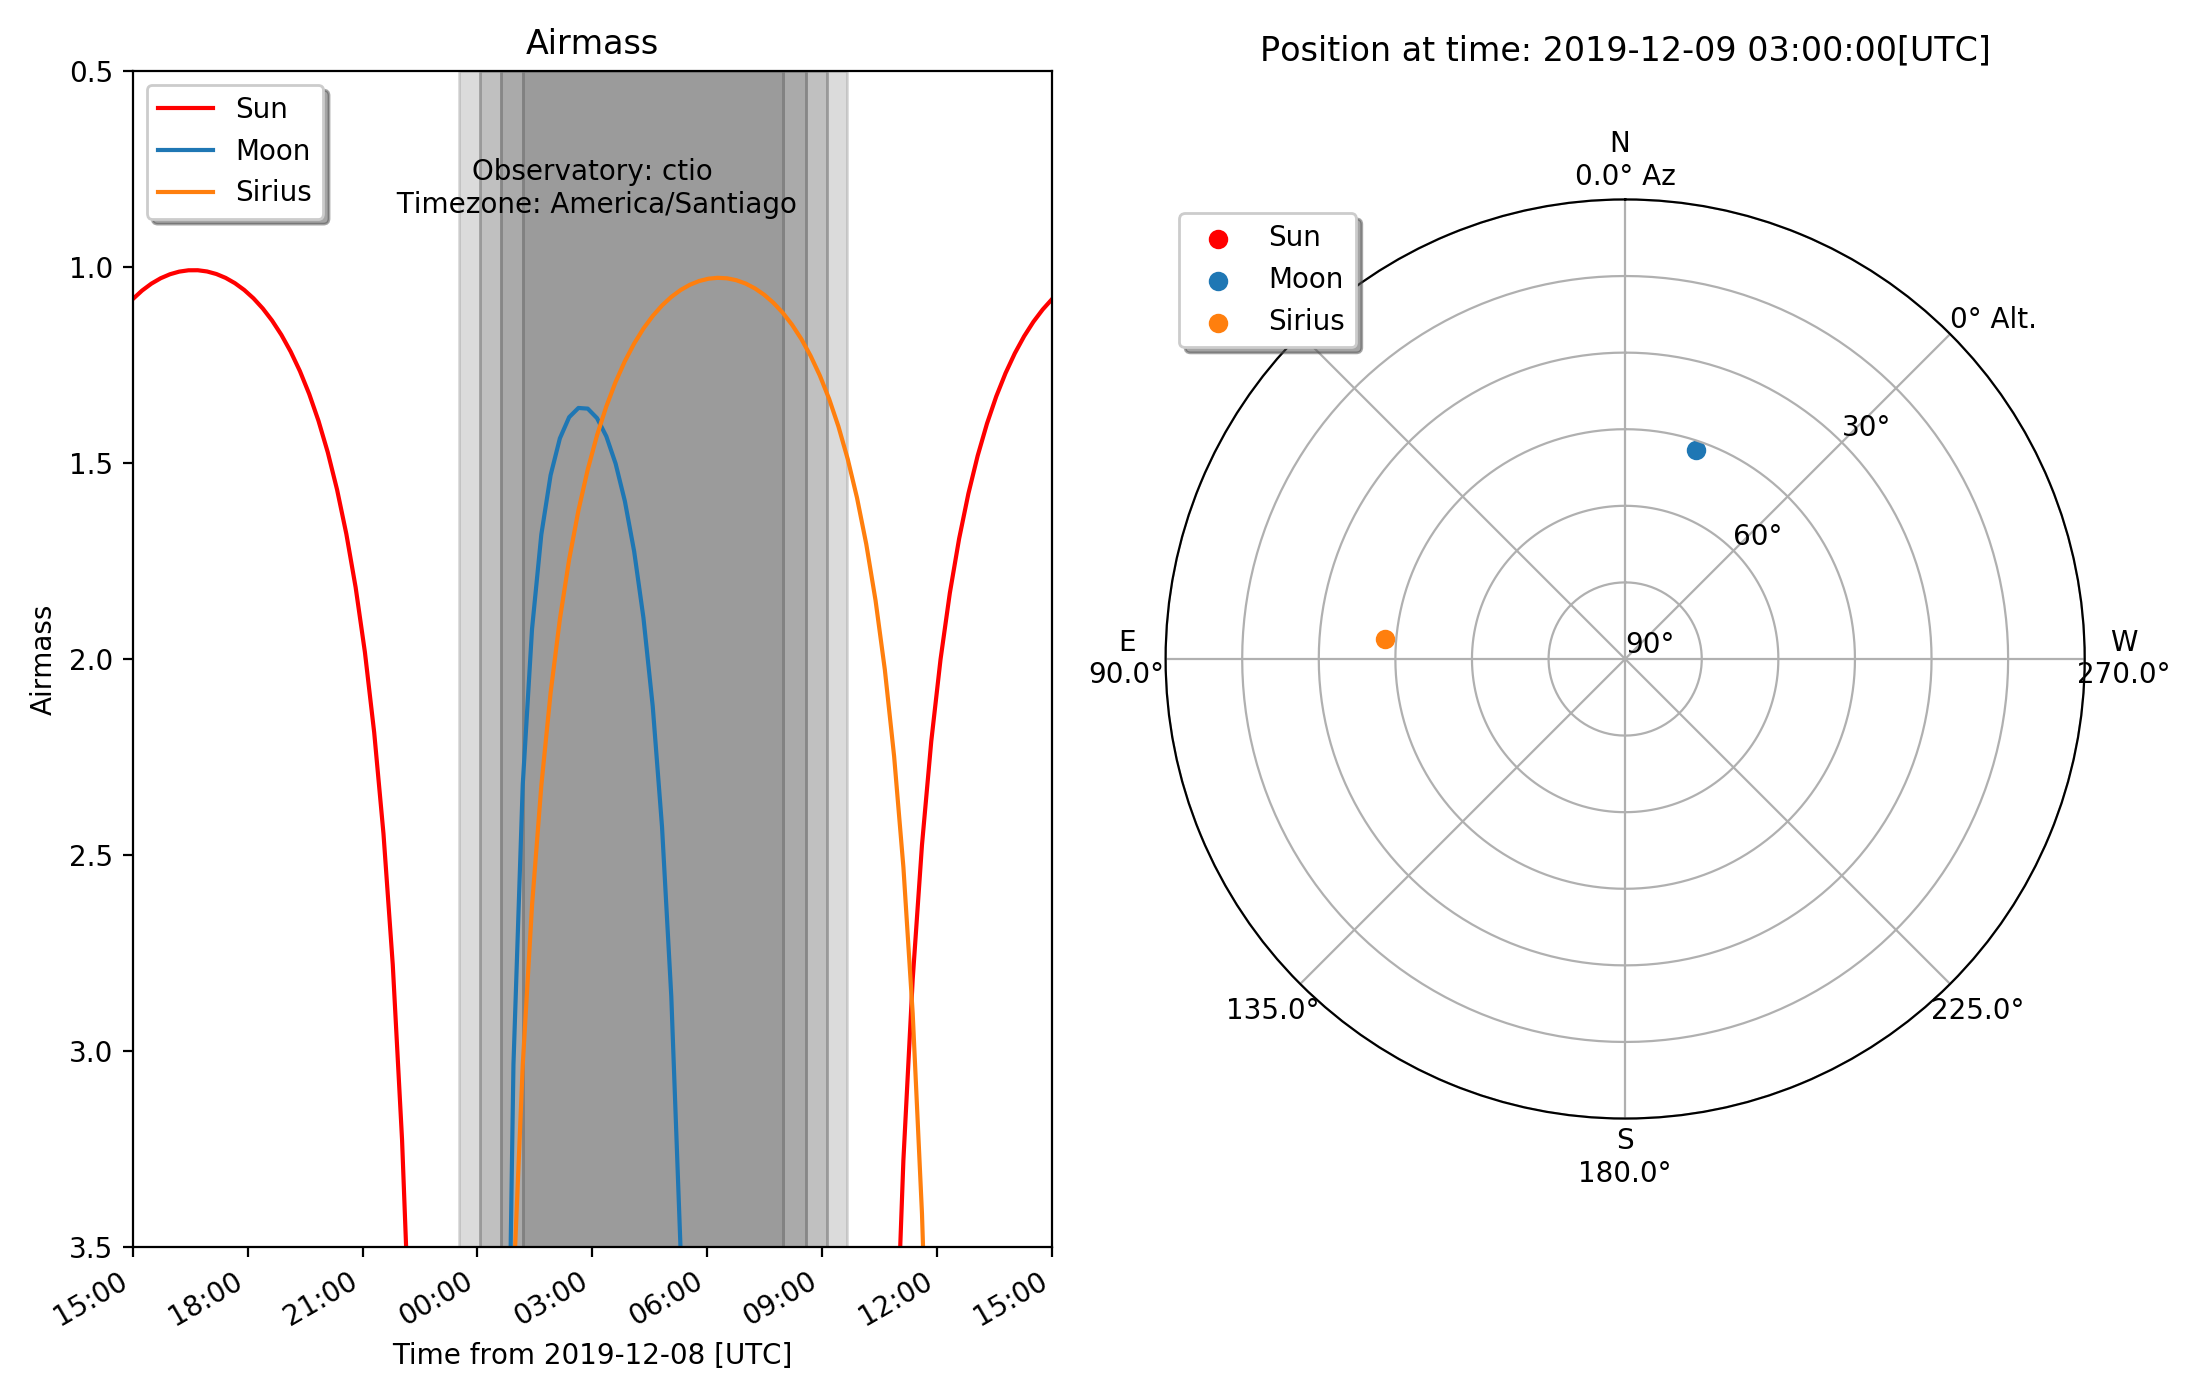 Airmass
0.5
1.0
1.5
2.0
2.5
3.0
3.5
Airmass
Sun
Moon
Sirius
Observatory: ctio
Timezone: America/Santiago
15:00
18:00
21:00
00:00
03:00
06:00
09:00
12:00
15:00
Time from 2019-12-08 [UTC]
Position at time: 2019-12-09 03:00:00[UTC]
N
0.0° Az
Sun
Moon
Sirius
0° Alt.
30°
60°
90°
E
90.0°
W
270.0°
135.0°
225.0°
S
180.0°